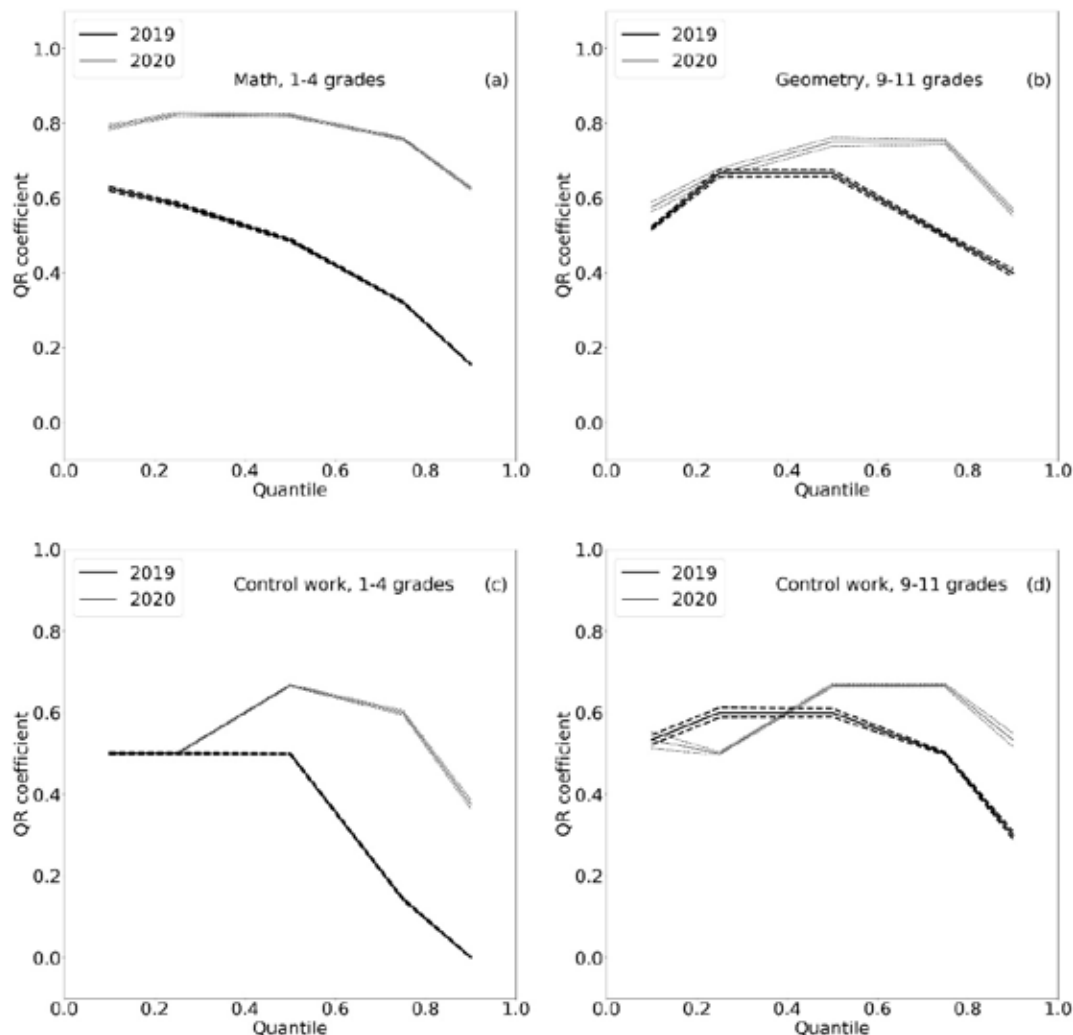 2019
2020
Math, 1-4 grades (a)
1.0
0.8
0.6
0.4
0.2
0.0
QR coefficient
0.0 0.2 0.4 0.6 0.8 1.0
Quantile
2019
2020
Geometry, 9-11 grades (b)
1.0
0.8
0.6
0.4
0.2
0.0
QR coefficient
0.0 0.2 0.4 0.6 0.8 1.0
Quantile
2019
2020
Control work, 1-4 grades (c)
1.0
0.8
0.6
0.4
0.2
0.0
QR coefficient
0.0 0.2 0.4 0.6 0.8 1.0
Quantile
2019
2020
Control work, 9-11 grades (d)
1.0
0.8
0.6
0.4
0.2
0.0
QR coefficient
0.0 0.2 0.4 0.6 0.8 1.0
Quantile